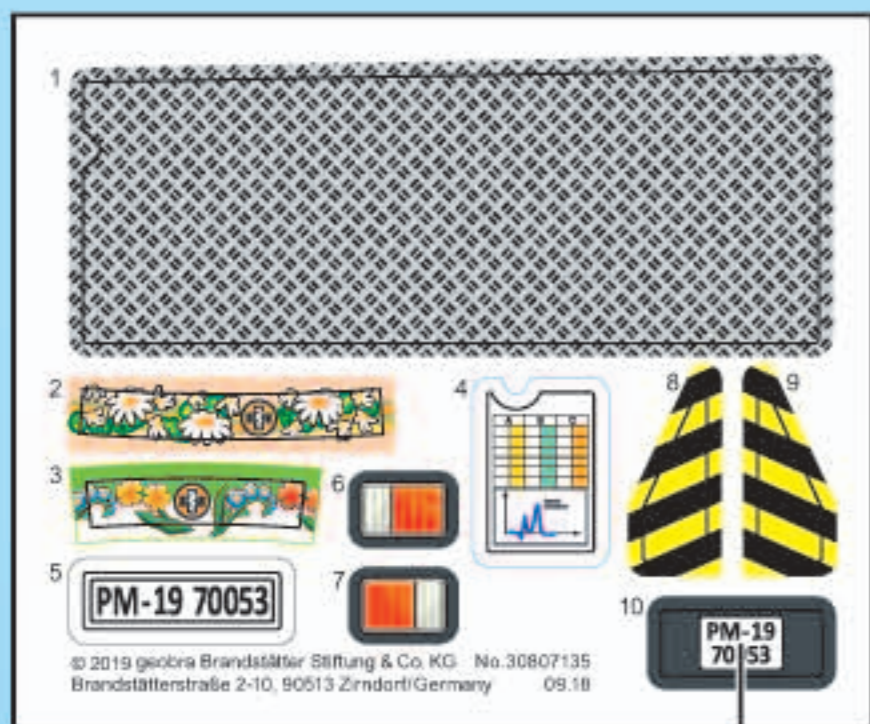 1
2
3
4
5
6
7
8
9
10
A B C
PM-19 70053
PM-19
70053
© 2019 geobra Brandstätter Stiftung & Co. KG No.30807135
Brandstätterstraße 2-10, 90513 Zirndorf/Germany 09.18